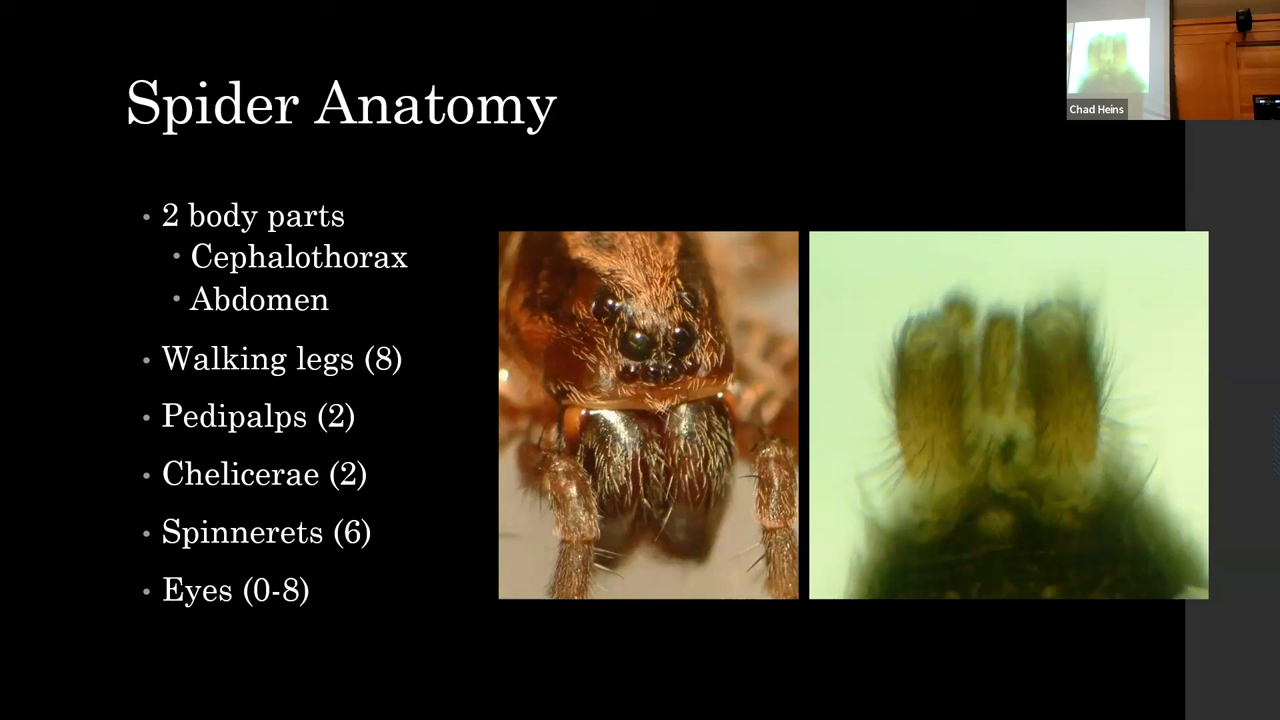 Spider Anatomy
• 2 body parts
• Cephalothorax
• Abdomen
• Walking legs (8)
• Pedipalps (2)
• Chelicerae (2)
• Spinnerets (6)
• Eyes (0-8)
Chad Heins